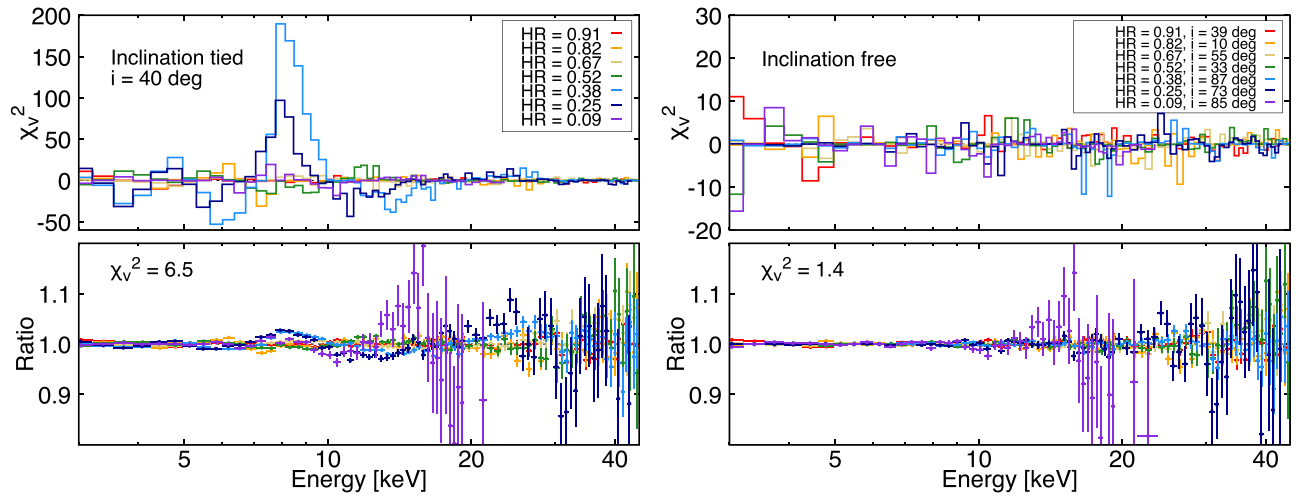 200
150
100
50
0
-50
χᵥ²
Inclination tied
i = 40 deg
HR = 0.91
HR = 0.82
HR = 0.67
HR = 0.52
HR = 0.38
HR = 0.25
HR = 0.09
1.1
1.0
0.9
Ratio
χᵥ² = 6.5
5
10
20
40
Energy [keV]
30
20
10
0
-10
-20
χᵥ²
Inclination free
HR = 0.91, i = 39 deg
HR = 0.82, i = 10 deg
HR = 0.67, i = 55 deg
HR = 0.52, i = 33 deg
HR = 0.38, i = 87 deg
HR = 0.25, i = 73 deg
HR = 0.09, i = 85 deg
1.1
1.0
0.9
Ratio
χᵥ² = 1.4
5
10
20
40
Energy [keV]